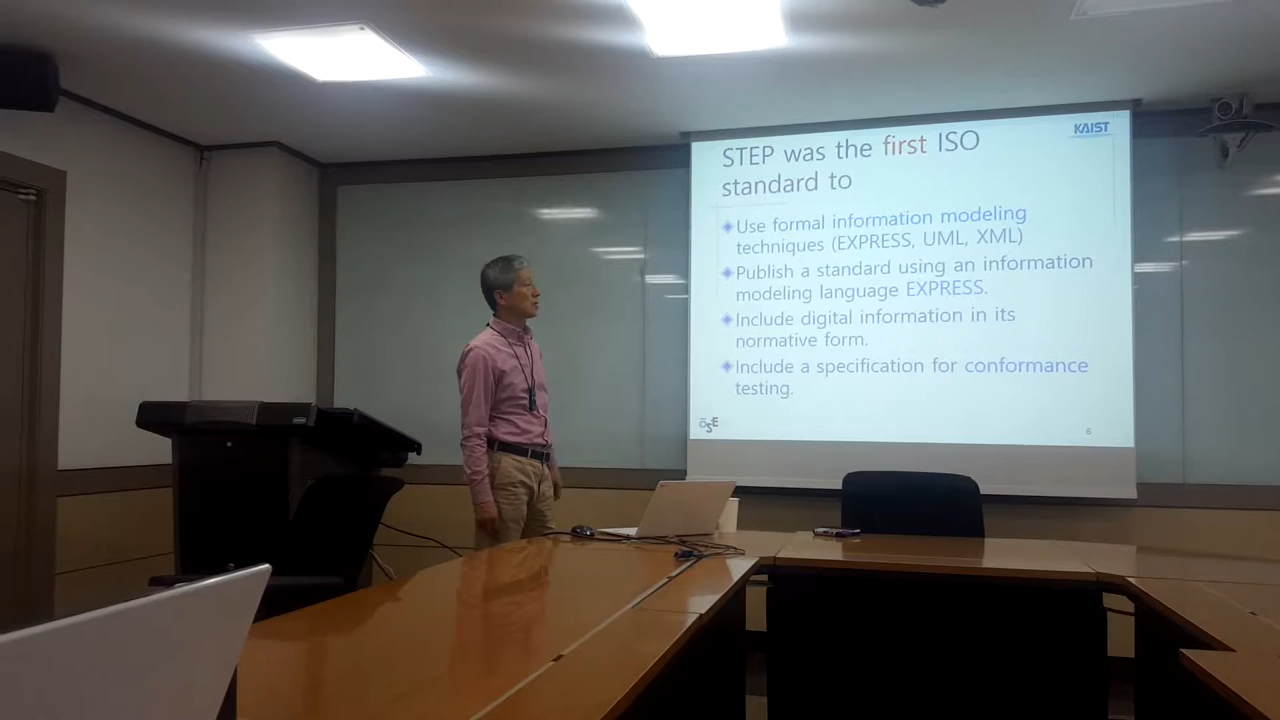 KAIST
STEP was the first ISO
standard to
Use formal information modeling
techniques (EXPRESS, UML, XML)
Publish a standard using an information
modeling language EXPRESS.
Include digital information in its
normative form.
Include a specification for conformance
testing.
6